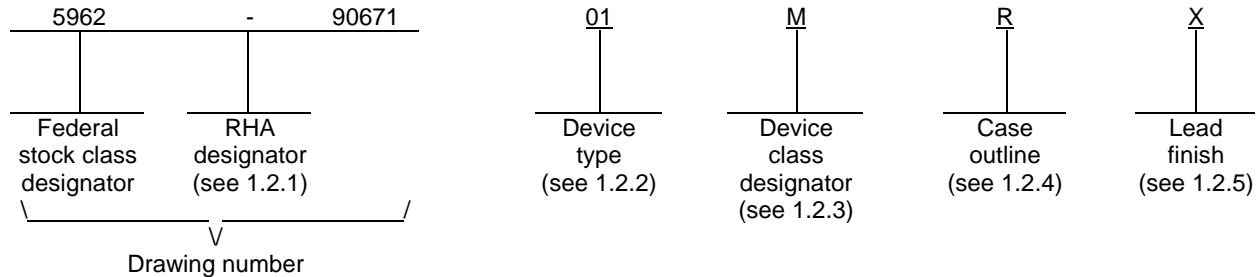 5962 - 90671 01 M R X
Federal stock class designator
RHA designator (see 1.2.1)
Device type (see 1.2.2)
Device class designator (see 1.2.3)
Case outline (see 1.2.4)
Lead finish (see 1.2.5)
\ /
\/
Drawing number